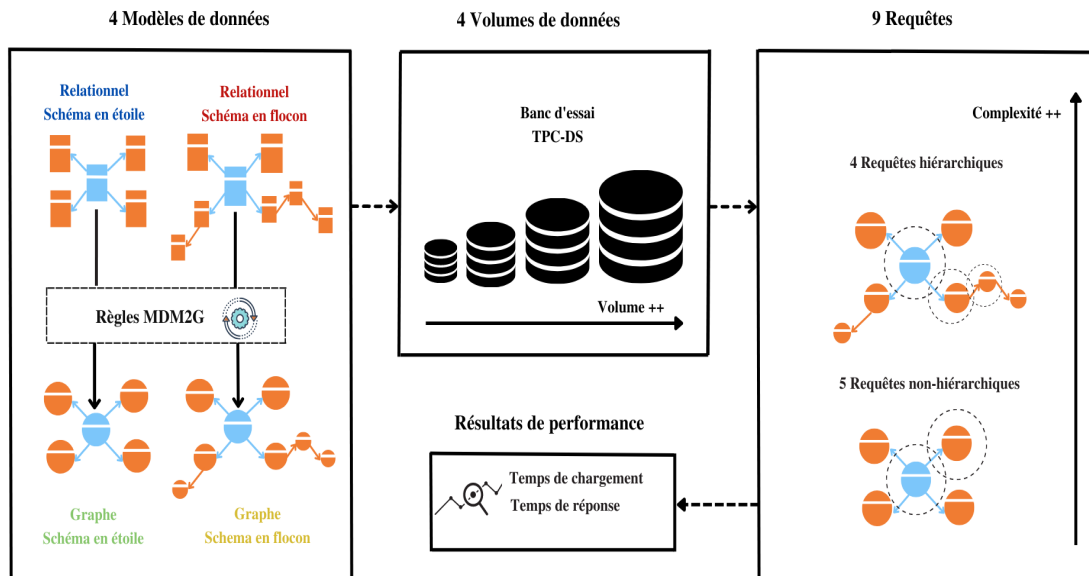 4 Modèles de données
4 Volumes de données
9 Requêtes
Relationnel
Schéma en étoile
Relationnel
Schéma en flocon
Règles MDM2G
Graphe
Schéma en étoile
Graphe
Schema en flocon
Banc d'essai
TPC-DS
Volume ++
Résultats de performance
Temps de chargement
Temps de réponse
Complexité ++
4 Requêtes hiérarchiques
5 Requêtes non-hiérarchiques